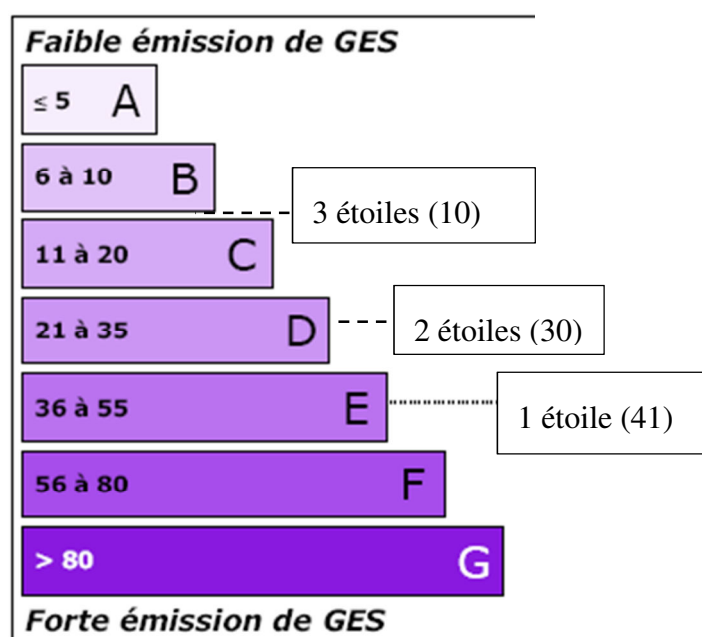 Faible émission de GES
≤ 5 A
6 à 10 B
3 étoiles (10)
11 à 20 C
21 à 35 D
2 étoiles (30)
36 à 55 E
1 étoile (41)
56 à 80 F
> 80 G
Forte émission de GES